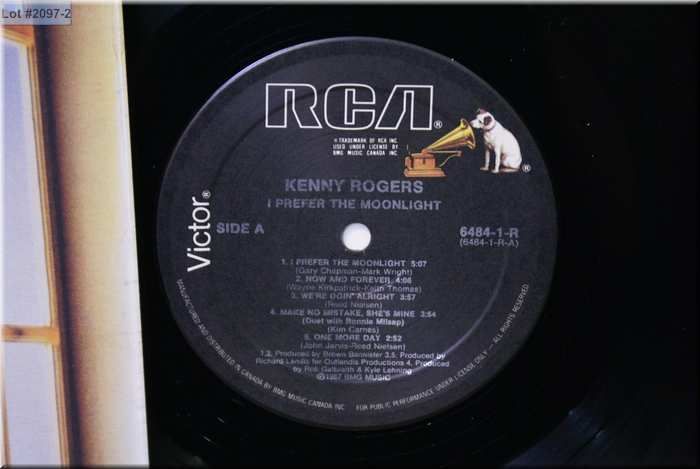 Lot #2097-2
RCA®
® TRADEMARK OF RCA INC.
USED UNDER LICENSE BY
BMG MUSIC CANADA INC.
®
KENNY ROGERS
I PREFER THE MOONLIGHT
Victor®
SIDE A
6484-1-R
(6484-1-R-A)
1. I PREFER THE MOONLIGHT 5:07
(Gary Chapman-Mark Wright)
2. NOW AND FOREVER 4:06
(Wayne Kirkpatrick-Keith Thomas)
3. WE'RE DOIN' ALRIGHT 3:57
(Reed Nielsen)
4. MAKE NO MISTAKE, SHE'S MINE 3:54
(Duet with Ronnie Milsap)
(Kim Carnes)
5. ONE MORE DAY 2:52
(John Jarvis-Reed Nielsen)
1.2. Produced by Brown Bannister 3.5. Produced by
Richard Landis for Outlandis Productions 4. Produced by
Rob Galbraith & Kyle Lehning
1987 BMG MUSIC
MANUFACTURED AND DISTRIBUTED IN CANADA BY BMG MUSIC CANADA INC FOR PUBLIC PERFORMANCE UNDER LICENSE ONLY — ALL RIGHTS RESERVED